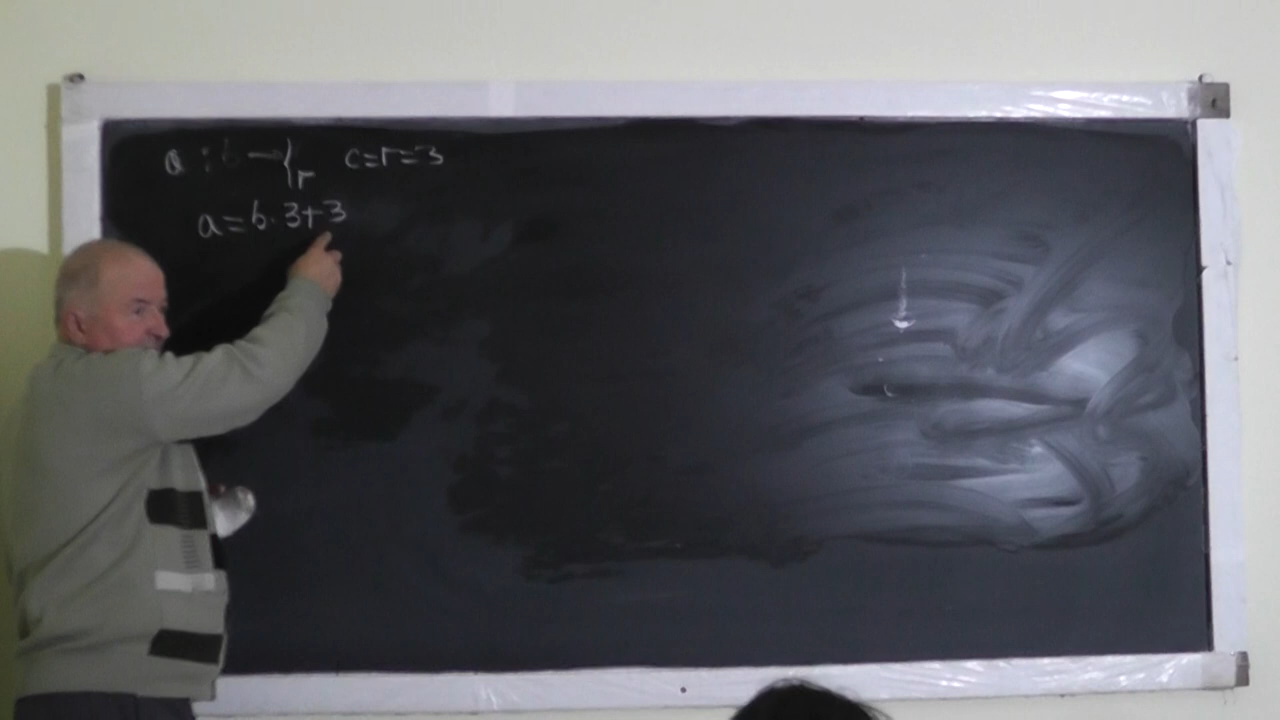 a : b → r c=r=3
a=b·3+3